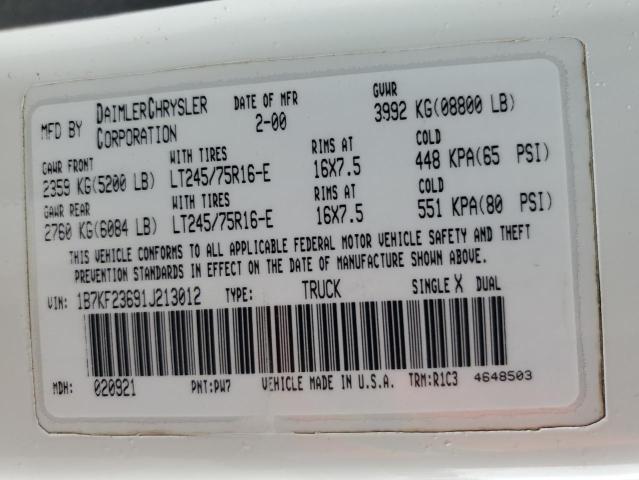 MFD BY DAIMLERCHRYSLER CORPORATION DATE OF MFR 2-00 GVWR 3992 KG(08800 LB)
GAWR FRONT WITH TIRES RIMS AT COLD
2359 KG(5200 LB) LT245/75R16-E 16X7.5 448 KPA(65 PSI)
GAWR REAR WITH TIRES RIMS AT COLD
2760 KG(6084 LB) LT245/75R16-E 16X7.5 551 KPA(80 PSI)
THIS VEHICLE CONFORMS TO ALL APPLICABLE FEDERAL MOTOR VEHICLE SAFETY AND THEFT
PREVENTION STANDARDS IN EFFECT ON THE DATE OF MANUFACTURE SHOWN ABOVE.
VIN: 1B7KF23691J213012 TYPE: TRUCK SINGLE X DUAL
MDH: 020921 PNT:PW7 VEHICLE MADE IN U.S.A. TRM:R1C3 4648503